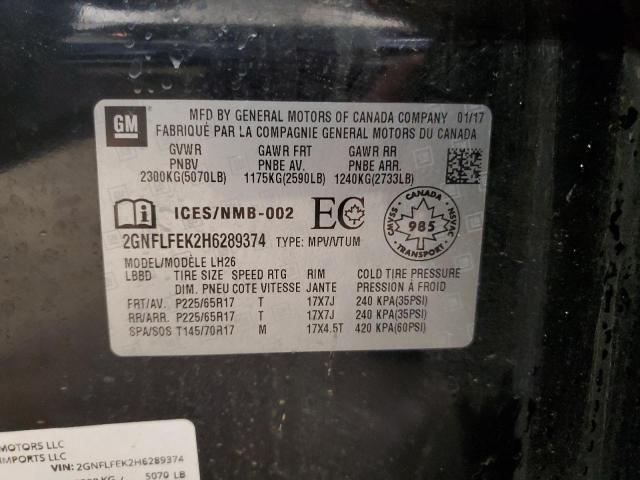 GM
MFD BY GENERAL MOTORS OF CANADA COMPANY 01/17
FABRIQUÉ PAR LA COMPAGNIE GENERAL MOTORS DU CANADA
GVWR GAWR FRT GAWR RR
PNBV PNBE AV. PNBE ARR.
2300KG(5070LB) 1175KG(2590LB) 1240KG(2733LB)
ICES/NMB-002 EC
CANADA
CMVSS 985 NSVAC
2GNFLFEK2H6289374 TYPE: MPV/VTUM
MODEL/MODÈLE LH26
LBBD TIRE SIZE SPEED RTG RIM COLD TIRE PRESSURE
DIM. PNEU COTE VITESSE JANTE PRESSION À FROID
FRT/AV. P225/65R17 T 17X7J 240 KPA(35PSI)
RR/ARR. P225/65R17 T 17X7J 240 KPA(35PSI)
SPA/SOS T145/70R17 M 17X4.5T 420 KPA(60PSI)
MOTORS LLC
IMPORTS LLC
VIN: 2GNFLFEK2H6289374
KG / 5070 LB